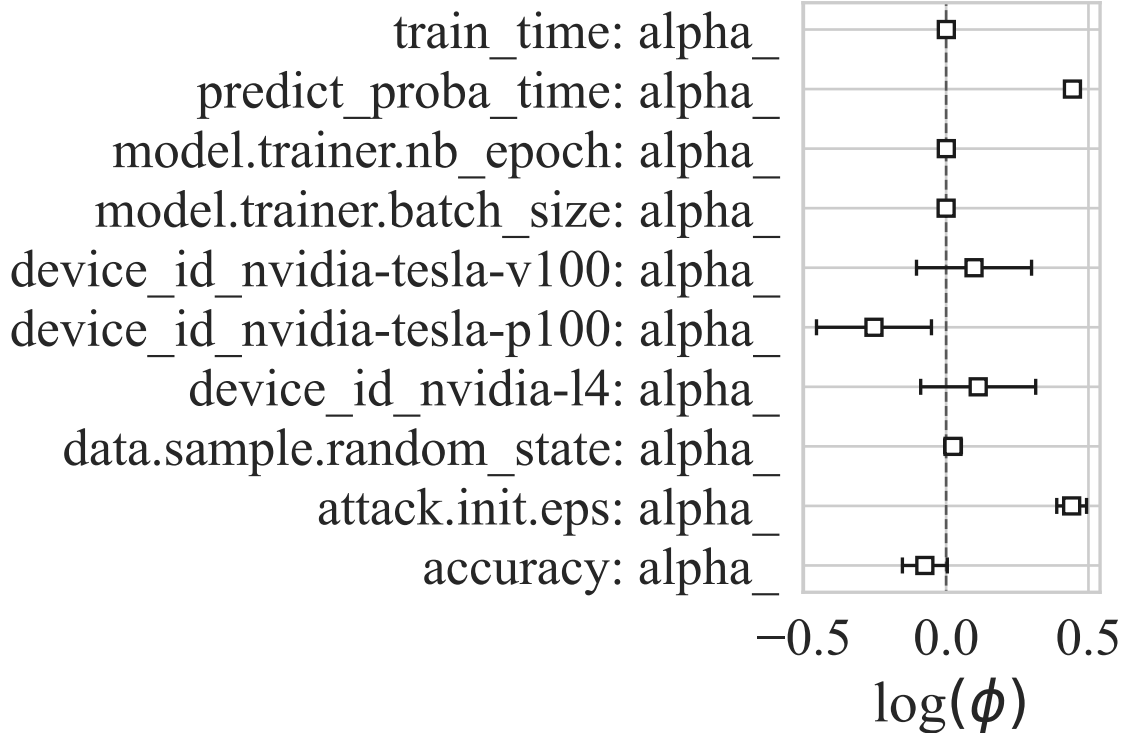 train_time: alpha_
predict_proba_time: alpha_
model.trainer.nb_epoch: alpha_
model.trainer.batch_size: alpha_
device_id_nvidia-tesla-v100: alpha_
device_id_nvidia-tesla-p100: alpha_
device_id_nvidia-l4: alpha_
data.sample.random_state: alpha_
attack.init.eps: alpha_
accuracy: alpha_
−0.5 0.0 0.5
log(ϕ)